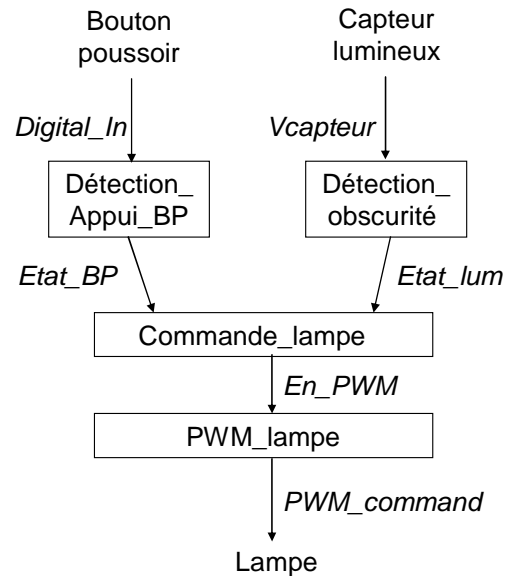 Bouton
poussoir
Capteur
lumineux
Digital_In
Vcapteur
Détection_
Appui_BP
Détection_
obscurité
Etat_BP
Etat_lum
Commande_lampe
En_PWM
PWM_lampe
PWM_command
Lampe